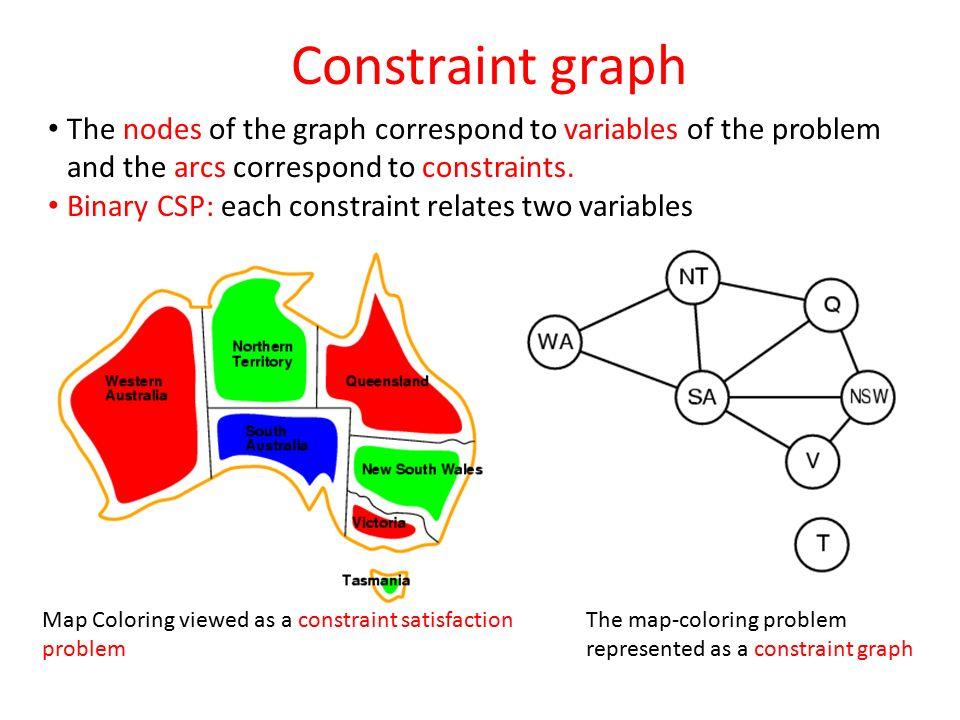 Constraint graph
• The nodes of the graph correspond to variables of the problem
and the arcs correspond to constraints.
• Binary CSP: each constraint relates two variables
Northern
Territory
Western
Australia
Queensland
South
Australia
New South Wales
Victoria
Tasmania
NT
Q
WA
SA
NSW
V
T
Map Coloring viewed as a constraint satisfaction
problem
The map-coloring problem
represented as a constraint graph